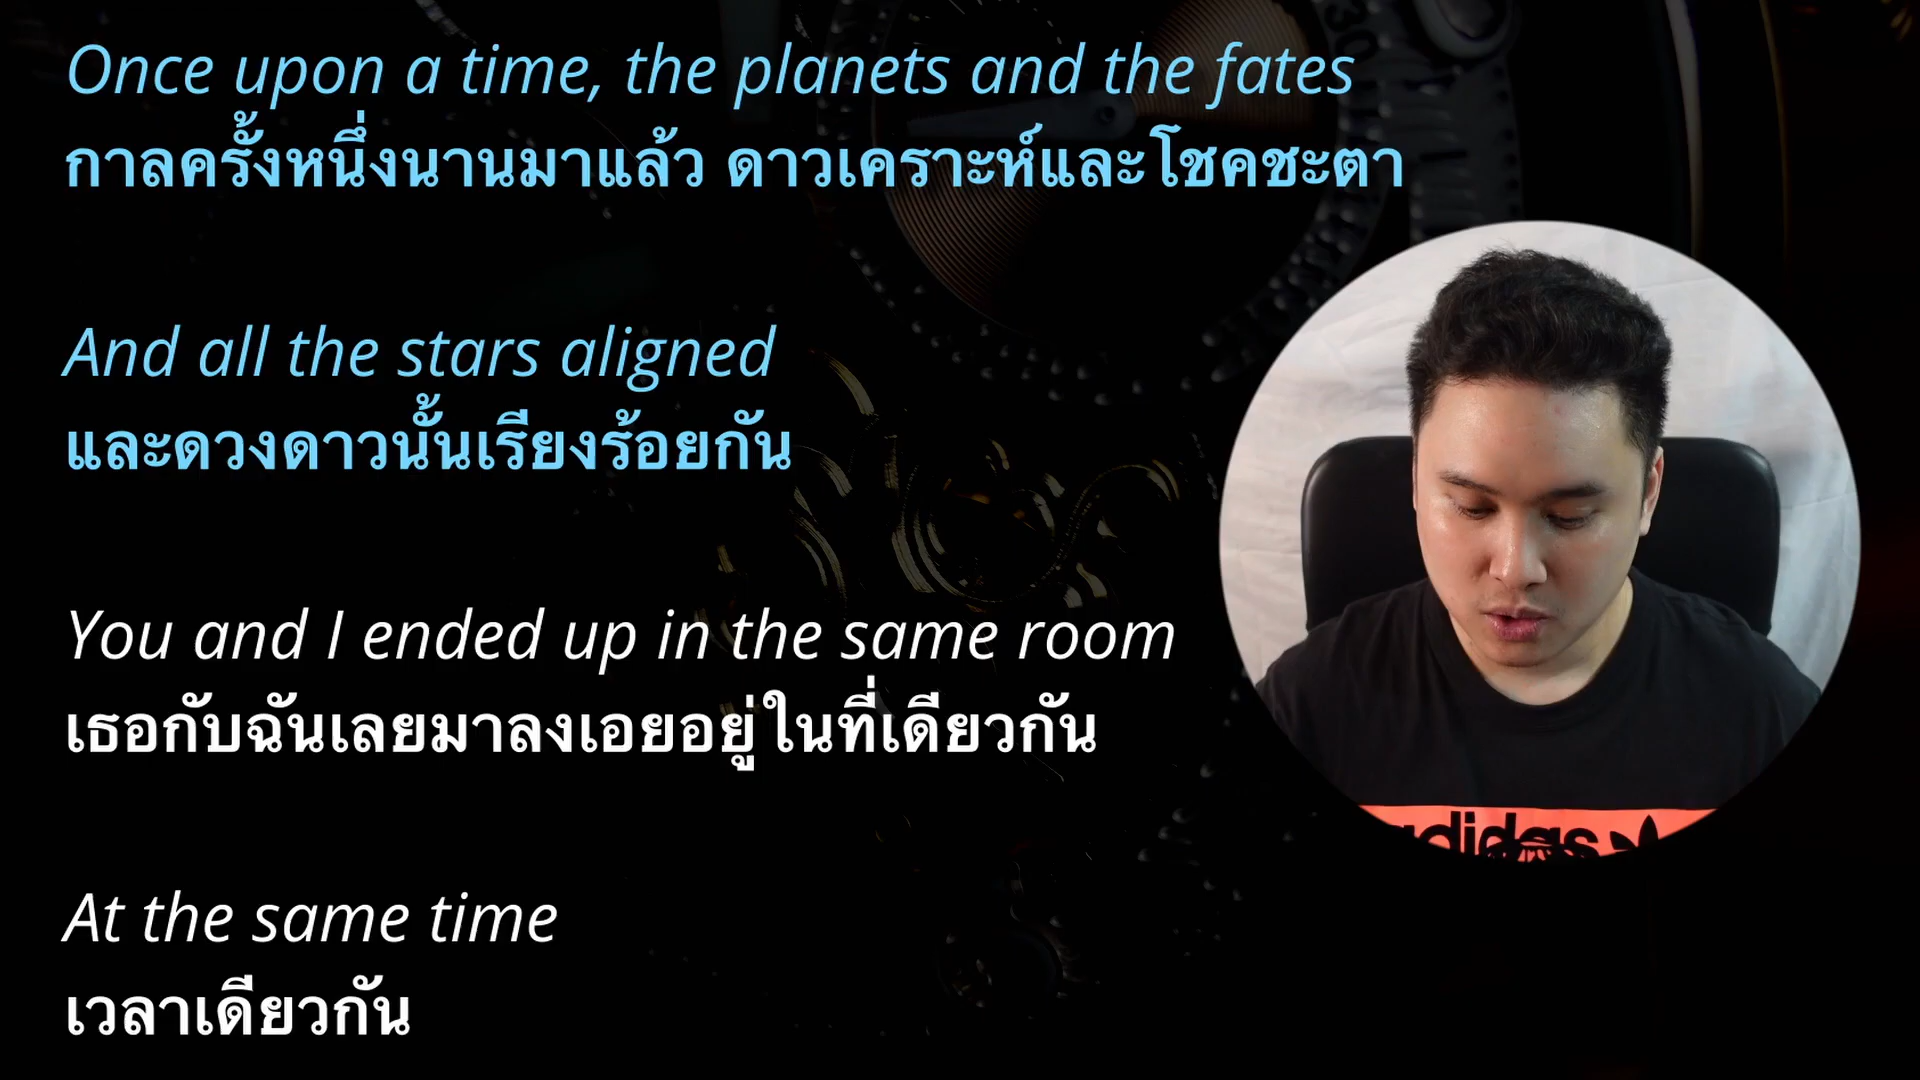 Once upon a time, the planets and the fates
กาลครั้งหนึ่งนานมาแล้ว ดาวเคราะห์และโชคชะตา
And all the stars aligned
และดวงดาวนั้นเรียงร้อยกัน
You and I ended up in the same room
เธอกับฉันเลยมาลงเอยอยู่ในที่เดียวกัน
At the same time
เวลาเดียวกัน
adidas